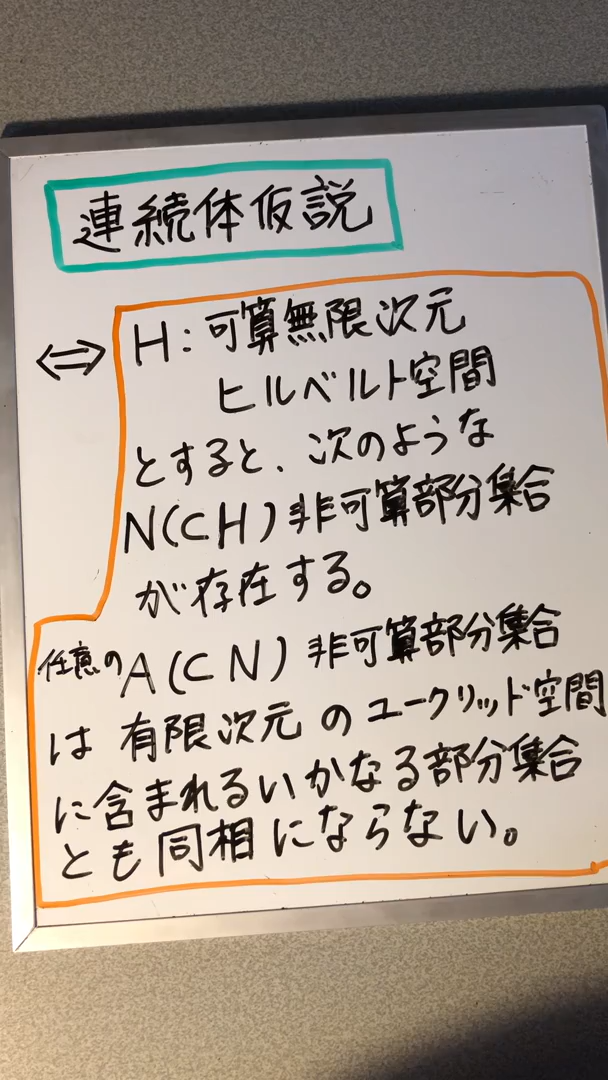 連続体仮説
⇔ H:可算無限次元
ヒルベルト空間
とすると、次のような
N(⊂H)非可算部分集合
が存在する。
任意のA(⊂N)非可算部分集合
は有限次元のユークリッド空間
に含まれるいかなる部分集合
とも同相にならない。